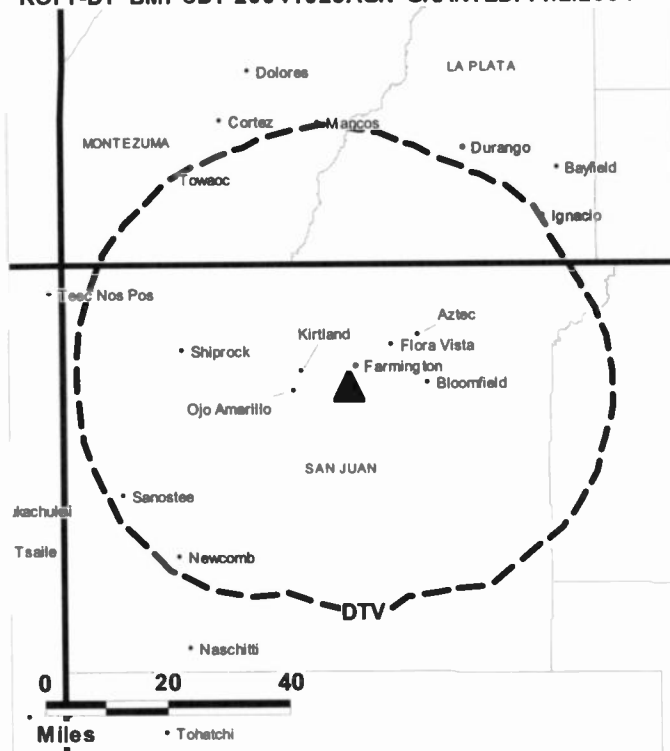 Dolores
LA PLATA
Cortez
Mancos
MONTEZUMA
Durango
Bayfield
Towaoc
Ignacio
Teec Nos Pos
Aztec
Kirtland
Flora Vista
Shiprock
Farmington
Bloomfield
Ojo Amarillo
SAN JUAN
Sanostee
Tsaile
Newcomb
DTV
Naschitti
0 20 40
Miles
Tohatchi